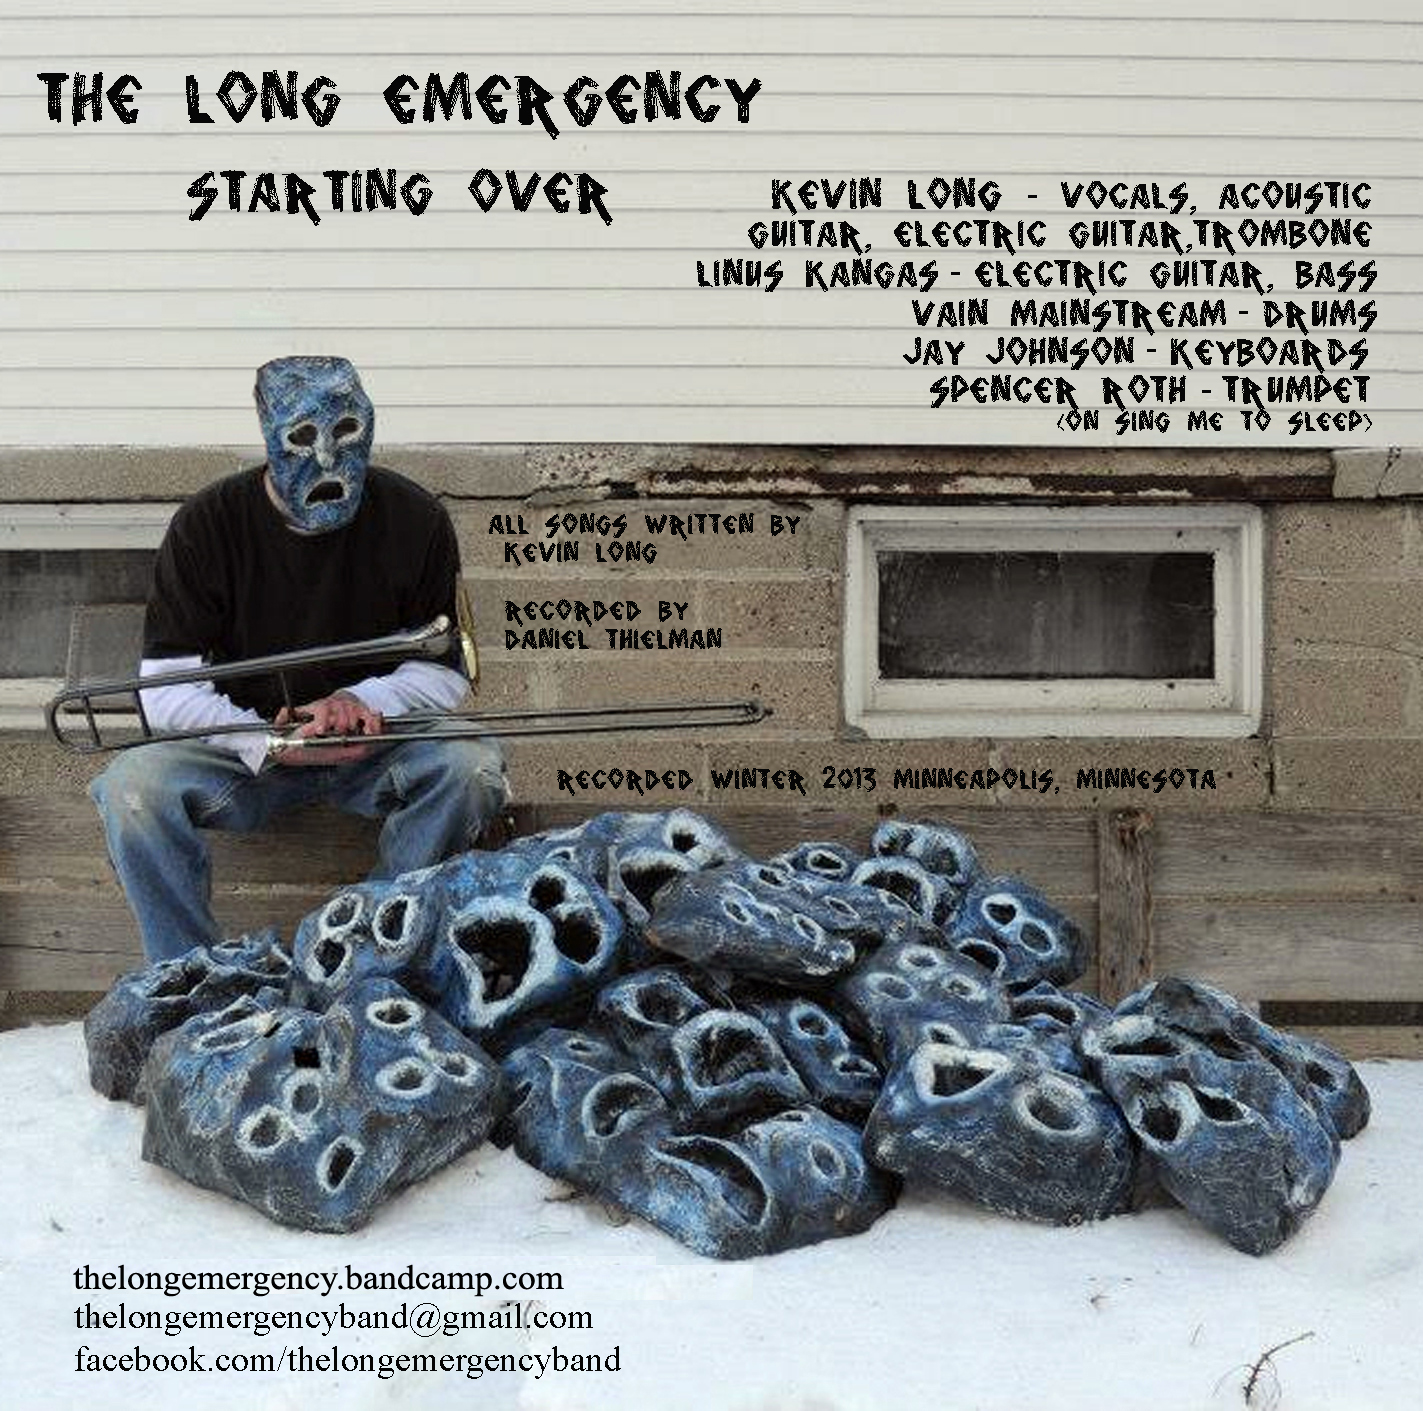 THE LONG EMERGENCY
STARTING OVER
KEVIN LONG - VOCALS, ACOUSTIC
GUITAR, ELECTRIC GUITAR,TROMBONE
LINUS KANGAS - ELECTRIC GUITAR, BASS
VAIN MAINSTREAM - DRUMS
JAY JOHNSON - KEYBOARDS
SPENCER ROTH - TRUMPET
(ON SING ME TO SLEEP)
ALL SONGS WRITTEN BY
KEVIN LONG
RECORDED BY
DANIEL THIELMAN
RECORDED WINTER 2013 MINNEAPOLIS, MINNESOTA
thelongemergency.bandcamp.com
thelongemergencyband@gmail.com
facebook.com/thelongemergencyband